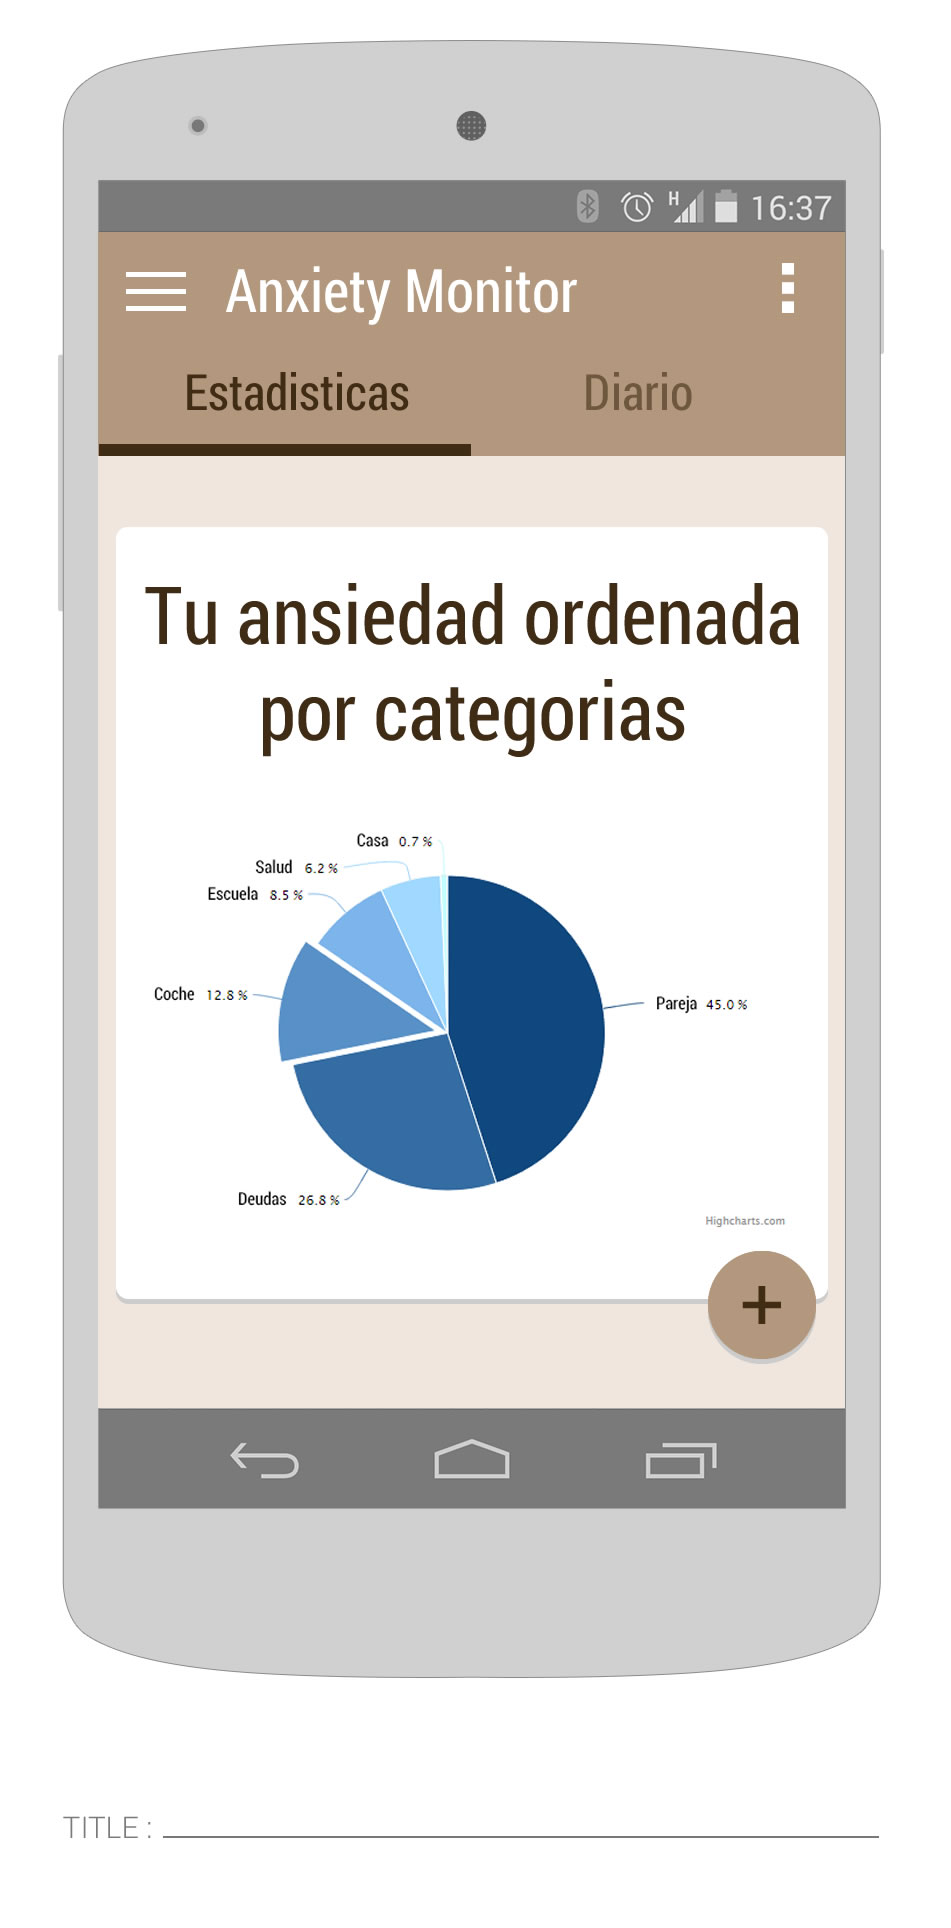 H 16:37
Anxiety Monitor
Estadisticas Diario
Tu ansiedad ordenada
por categorias
Casa 0.7 %
Salud 6.2 %
Escuela 8.5 %
Coche 12.8 %
Pareja 45.0 %
Deudas 26.8 %
Highcharts.com
+
TITLE :